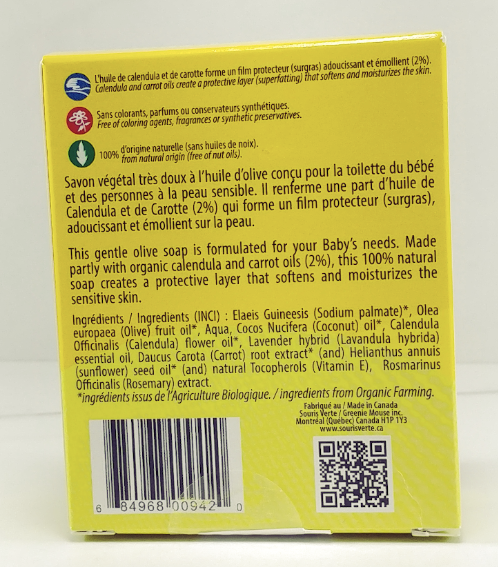 L'huile de calendula et de carotte forme un film protecteur (surgras) adoucissant et émollient (2%).
Calendula and carrot oils create a protective layer (superfatting) that softens and moisturizes the skin.
Sans colorants, parfums ou conservateurs synthétiques.
Free of coloring agents, fragrances or synthetic preservatives.
100% d'origine naturelle (sans huiles de noix).
from natural origin (free of nut oils).
Savon végétal très doux à l'huile d'olive conçu pour la toilette du bébé
et des personnes à la peau sensible. Il renferme une part d'huile de
Calendula et de Carotte (2%) qui forme un film protecteur (surgras),
adoucissant et émollient sur la peau.
This gentle olive soap is formulated for your Baby's needs. Made
partly with organic calendula and carrot oils (2%), this 100% natural
soap creates a protective layer that softens and moisturizes the
sensitive skin.
Ingrédients / Ingredients (INCI) : Elaeis Guineesis (Sodium palmate)*, Olea
europaea (Olive) fruit oil*, Aqua, Cocos Nucifera (Coconut) oil*, Calendula
Officinalis (Calendula) flower oil*, Lavender hybrid (Lavandula hybrida)
essential oil, Daucus Carota (Carrot) root extract* (and) Helianthus annuis
(sunflower) seed oil* (and) natural Tocopherols (Vitamin E), Rosmarinus
Officinalis (Rosemary) extract.
*ingrédients issus de l'Agriculture Biologique. / ingredients from Organic Farming.
Fabriqué au / Made in Canada
Souris Verte / Greenie Mouse inc.
Montréal (Québec) Canada H1P 1Y3
www.sourisverte.ca
6 84968 00942 0